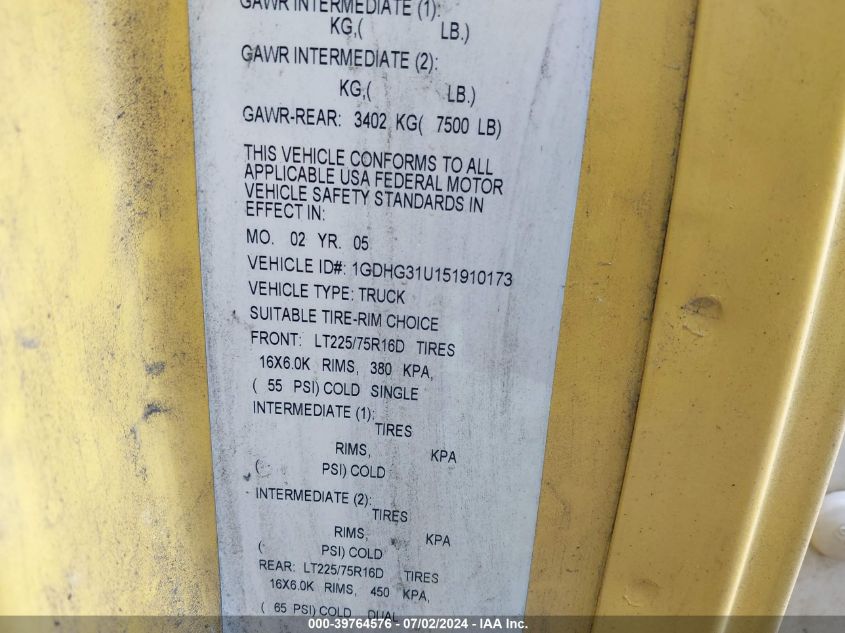 GAWR INTERMEDIATE (1):
KG,( LB.)
GAWR INTERMEDIATE (2):
KG,( LB.)
GAWR-REAR: 3402 KG( 7500 LB)
THIS VEHICLE CONFORMS TO ALL
APPLICABLE USA FEDERAL MOTOR
VEHICLE SAFETY STANDARDS IN
EFFECT IN:
MO. 02 YR. 05
VEHICLE ID#: 1GDHG31U151910173
VEHICLE TYPE: TRUCK
SUITABLE TIRE-RIM CHOICE
FRONT: LT225/75R16D TIRES
16X6.0K RIMS, 380 KPA,
( 55 PSI) COLD SINGLE
INTERMEDIATE (1):
TIRES
RIMS, KPA
( PSI) COLD
INTERMEDIATE (2):
TIRES
RIMS, KPA
( PSI) COLD
REAR: LT225/75R16D TIRES
16X6.0K RIMS, 450 KPA,
( 65 PSI) COLD DUAL
000-39764576 - 07/02/2024 - IAA Inc.